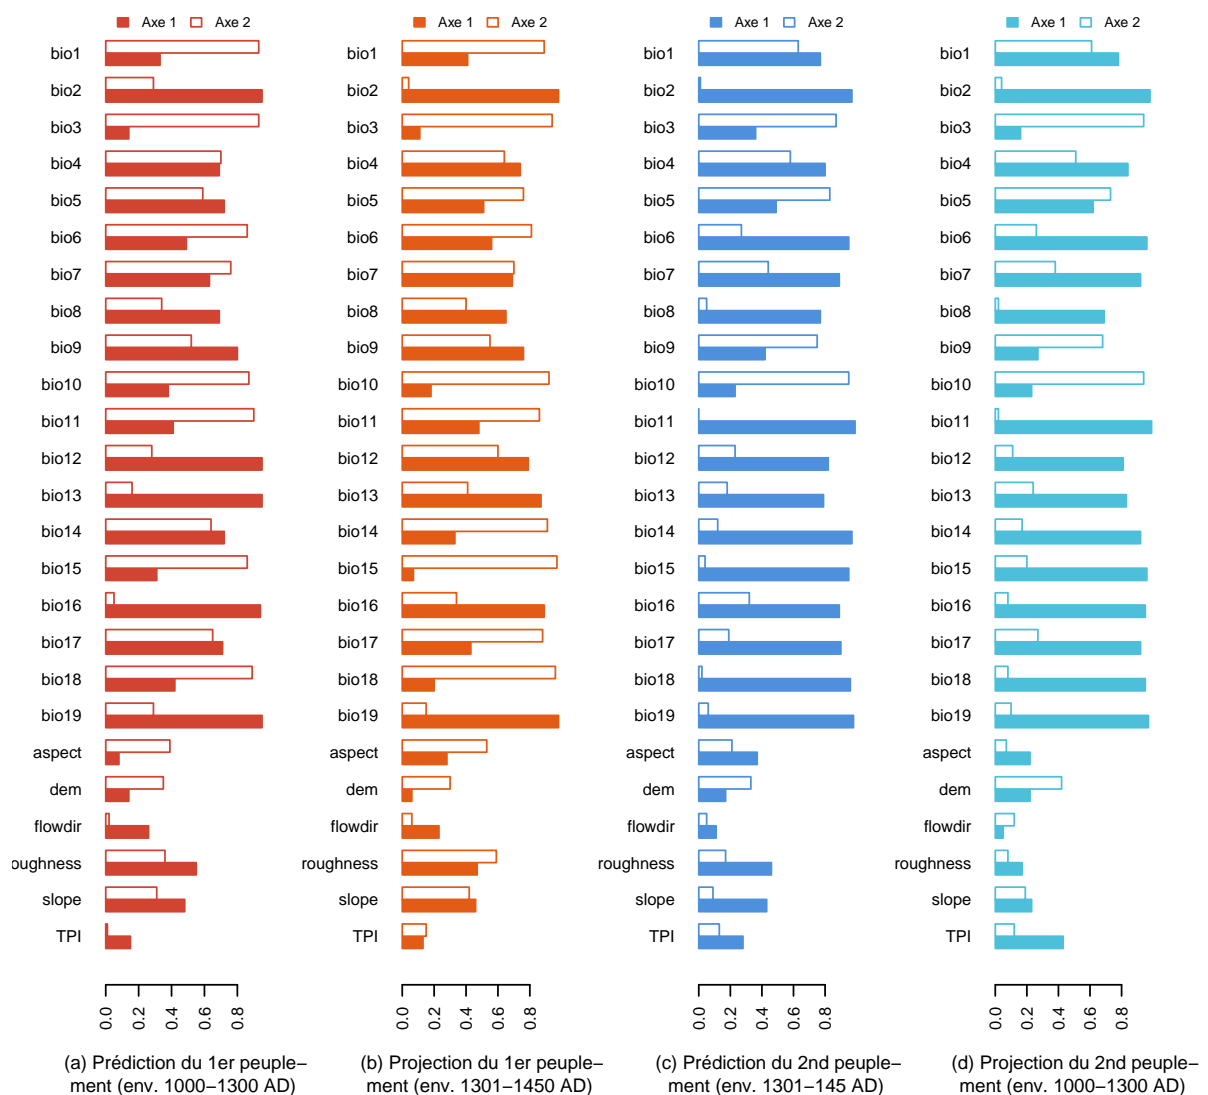 Axe 1 Axe 2
bio1
bio2
bio3
bio4
bio5
bio6
bio7
bio8
bio9
bio10
bio11
bio12
bio13
bio14
bio15
bio16
bio17
bio18
bio19
aspect
dem
flowdir
oughness
slope
TPI
0.0 0.2 0.4 0.6 0.8
(a) Prédiction du 1er peuple–
ment (env. 1000–1300 AD)
Axe 1 Axe 2
bio1
bio2
bio3
bio4
bio5
bio6
bio7
bio8
bio9
bio10
bio11
bio12
bio13
bio14
bio15
bio16
bio17
bio18
bio19
aspect
dem
flowdir
roughness
slope
TPI
0.0 0.2 0.4 0.6 0.8
(b) Projection du 1er peuple–
ment (env. 1301–1450 AD)
Axe 1 Axe 2
bio1
bio2
bio3
bio4
bio5
bio6
bio7
bio8
bio9
bio10
bio11
bio12
bio13
bio14
bio15
bio16
bio17
bio18
bio19
aspect
dem
flowdir
roughness
slope
TPI
0.0 0.2 0.4 0.6 0.8
(c) Prédiction du 2nd peuple–
ment (env. 1301–145 AD)
Axe 1 Axe 2
bio1
bio2
bio3
bio4
bio5
bio6
bio7
bio8
bio9
bio10
bio11
bio12
bio13
bio14
bio15
bio16
bio17
bio18
bio19
aspect
dem
flowdir
roughness
slope
TPI
0.0 0.2 0.4 0.6 0.8
(d) Projection du 2nd peuple–
ment (env. 1000–1300 AD)